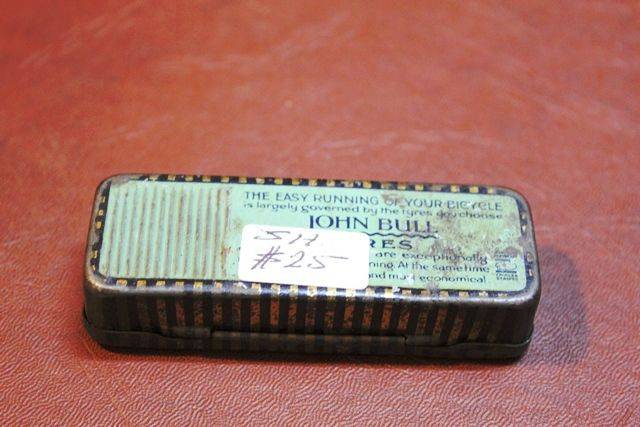 THE EASY RUNNING OF YOUR BICYCLE
is largely governed by the tyres you choose
JOHN BULL
RES
are exceptionally
ning. At the same time
and most economical
#25